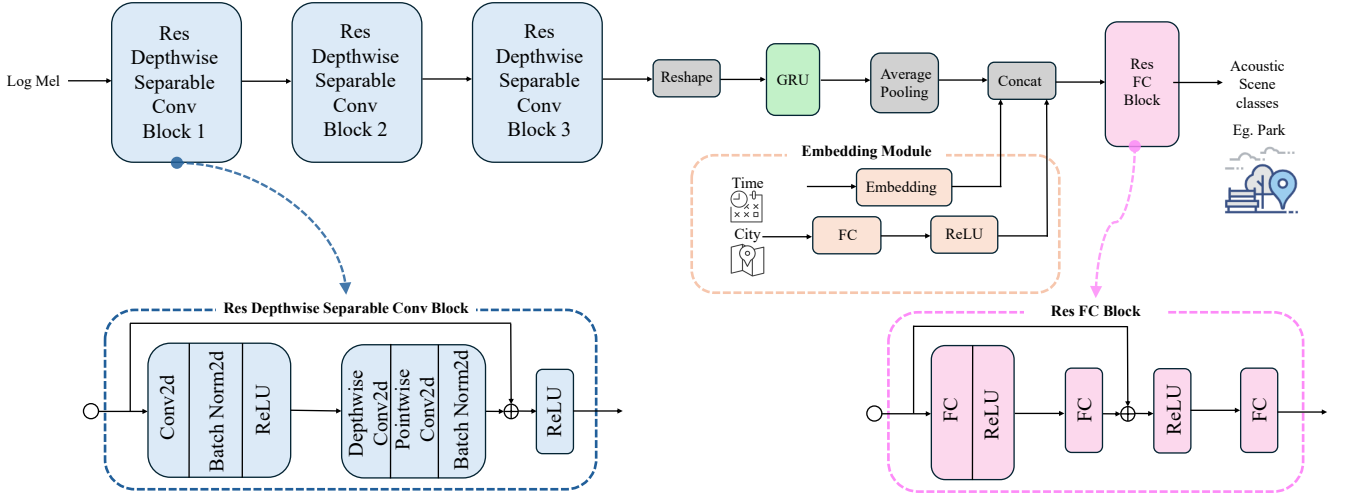 Log Mel
Res
Depthwise
Separable
Conv
Block 1
Res
Depthwise
Separable
Conv
Block 2
Res
Depthwise
Separable
Conv
Block 3
Reshape
GRU
Average
Pooling
Concat
Res
FC
Block
Acoustic
Scene
classes
Eg. Park
Embedding Module
Time
Embedding
City
FC
ReLU
Res Depthwise Separable Conv Block
Conv2d
Batch Norm2d
ReLU
Depthwise
Conv2d
Pointwise
Conv2d
Batch Norm2d
ReLU
Res FC Block
FC
ReLU
FC
ReLU
FC